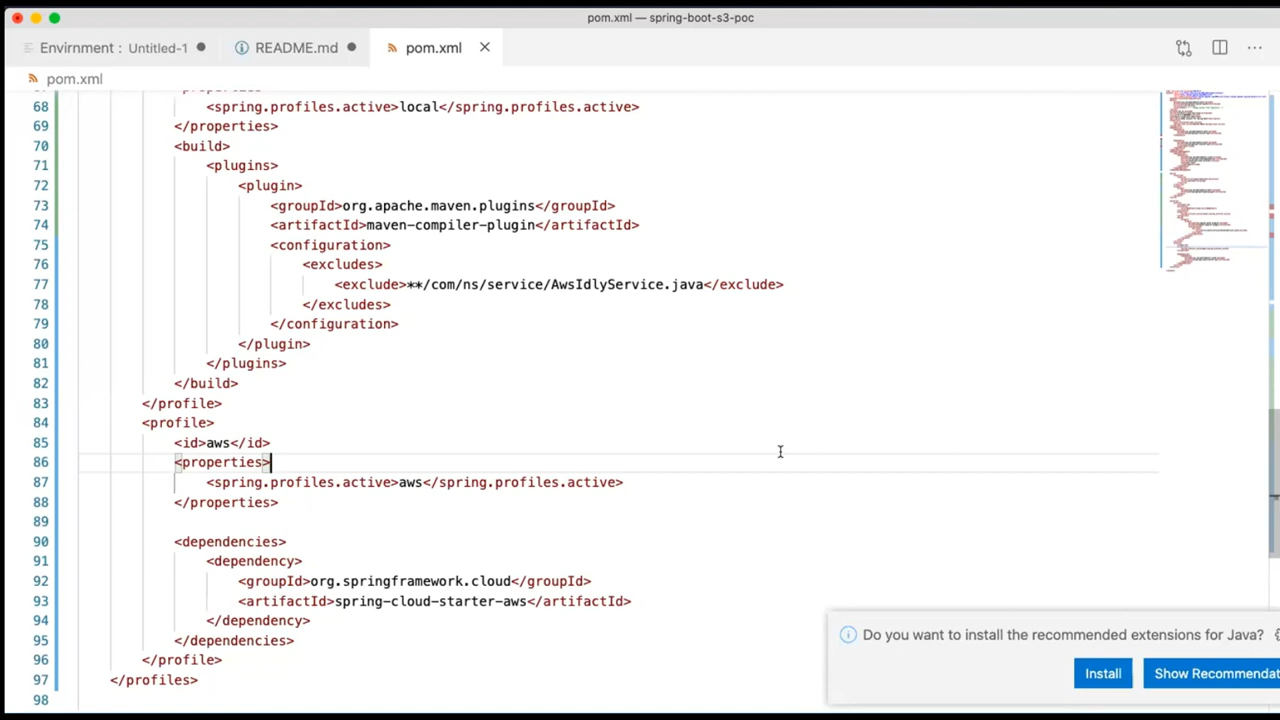 pom.xml — spring-boot-s3-poc
Envirnment : Untitled-1
README.md
pom.xml
pom.xml
68 <spring.profiles.active>local</spring.profiles.active>
69 </properties>
70 <build>
71 <plugins>
72 <plugin>
73 <groupId>org.apache.maven.plugins</groupId>
74 <artifactId>maven-compiler-plugin</artifactId>
75 <configuration>
76 <excludes>
77 <exclude>**/com/ns/service/AwsIdlyService.java</exclude>
78 </excludes>
79 </configuration>
80 </plugin>
81 </plugins>
82 </build>
83 </profile>
84 <profile>
85 <id>aws</id>
86 <properties>
87 <spring.profiles.active>aws</spring.profiles.active>
88 </properties>
89
90 <dependencies>
91 <dependency>
92 <groupId>org.springframework.cloud</groupId>
93 <artifactId>spring-cloud-starter-aws</artifactId>
94 </dependency>
95 </dependencies>
96 </profile>
97 </profiles>
98
Do you want to install the recommended extensions for Java?
Install
Show Recommendat